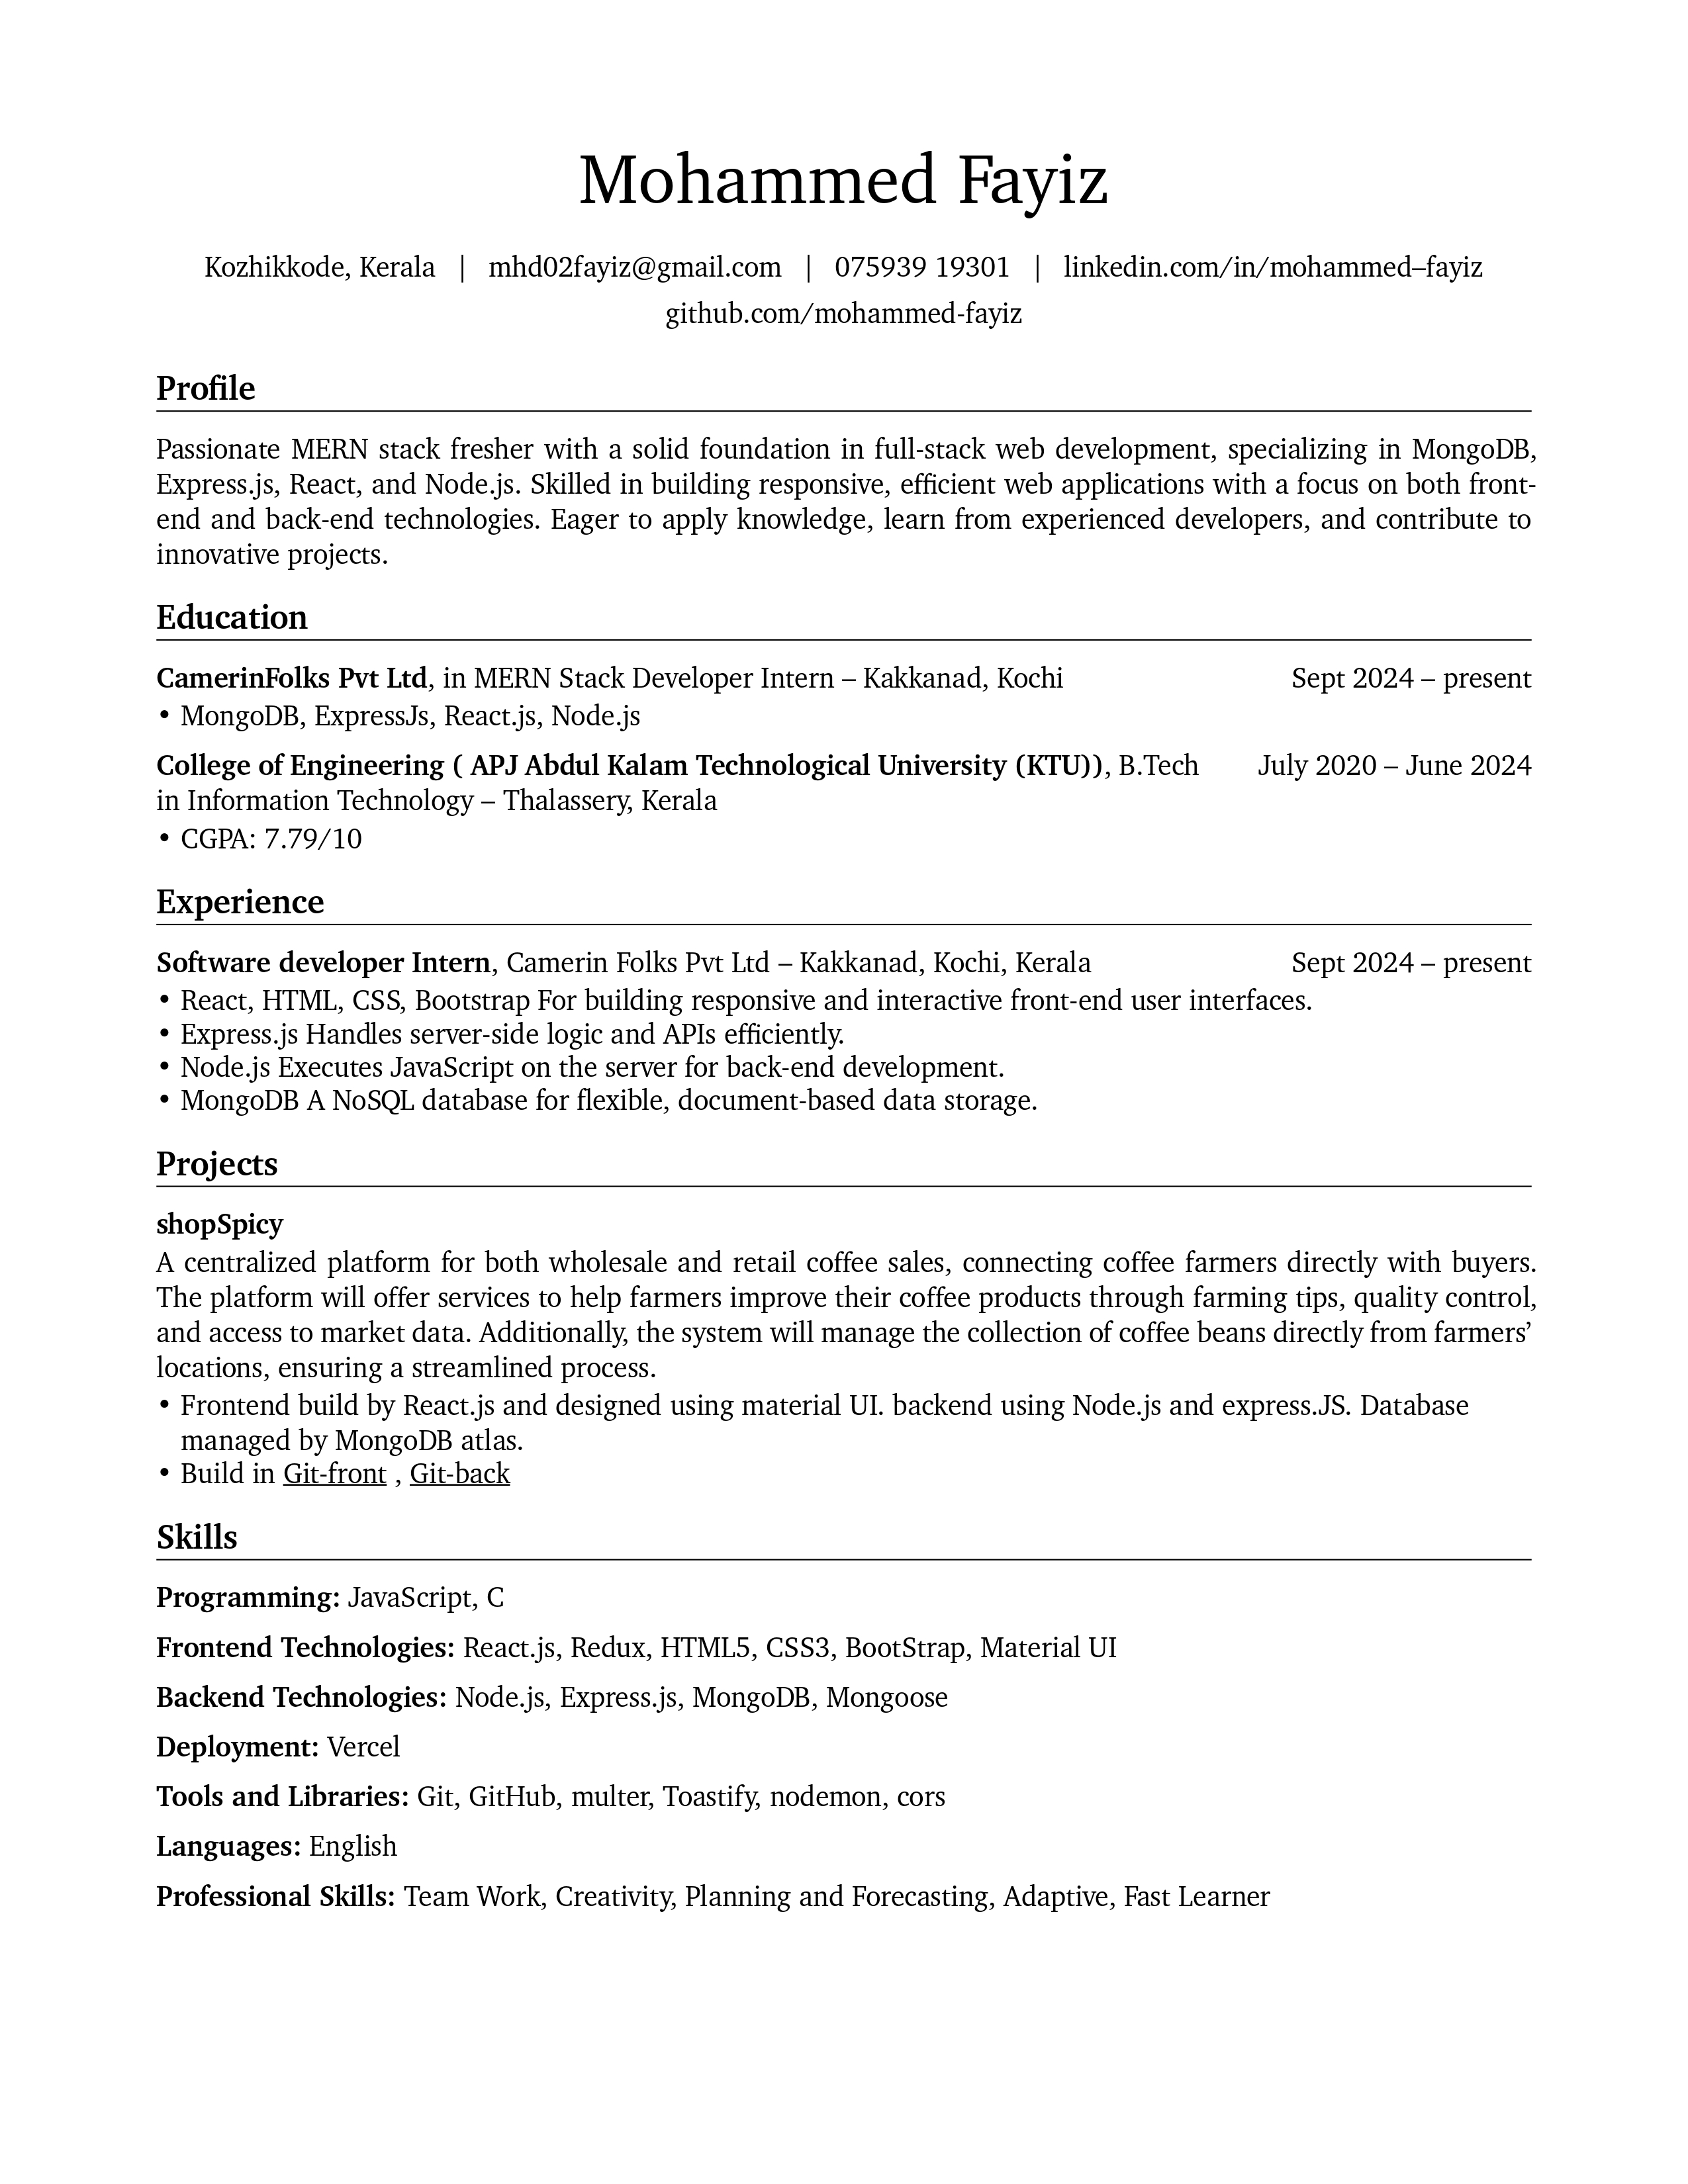 Mohammed Fayiz
Kozhikkode, Kerala | mhd02fayiz@gmail.com | 075939 19301 | linkedin.com/in/mohammed–fayiz
github.com/mohammed-fayiz
Profile
Passionate MERN stack fresher with a solid foundation in full-stack web development, specializing in MongoDB,
Express.js, React, and Node.js. Skilled in building responsive, efficient web applications with a focus on both front-
end and back-end technologies. Eager to apply knowledge, learn from experienced developers, and contribute to
innovative projects.
Education
CamerinFolks Pvt Ltd, in MERN Stack Developer Intern – Kakkanad, Kochi Sept 2024 – present
• MongoDB, ExpressJs, React.js, Node.js
College of Engineering ( APJ Abdul Kalam Technological University (KTU)), B.Tech July 2020 – June 2024
in Information Technology – Thalassery, Kerala
• CGPA: 7.79/10
Experience
Software developer Intern, Camerin Folks Pvt Ltd – Kakkanad, Kochi, Kerala Sept 2024 – present
• React, HTML, CSS, Bootstrap For building responsive and interactive front-end user interfaces.
• Express.js Handles server-side logic and APIs efficiently.
• Node.js Executes JavaScript on the server for back-end development.
• MongoDB A NoSQL database for flexible, document-based data storage.
Projects
shopSpicy
A centralized platform for both wholesale and retail coffee sales, connecting coffee farmers directly with buyers.
The platform will offer services to help farmers improve their coffee products through farming tips, quality control,
and access to market data. Additionally, the system will manage the collection of coffee beans directly from farmers’
locations, ensuring a streamlined process.
• Frontend build by React.js and designed using material UI. backend using Node.js and express.JS. Database
managed by MongoDB atlas.
• Build in Git-front , Git-back
Skills
Programming: JavaScript, C
Frontend Technologies: React.js, Redux, HTML5, CSS3, BootStrap, Material UI
Backend Technologies: Node.js, Express.js, MongoDB, Mongoose
Deployment: Vercel
Tools and Libraries: Git, GitHub, multer, Toastify, nodemon, cors
Languages: English
Professional Skills: Team Work, Creativity, Planning and Forecasting, Adaptive, Fast Learner